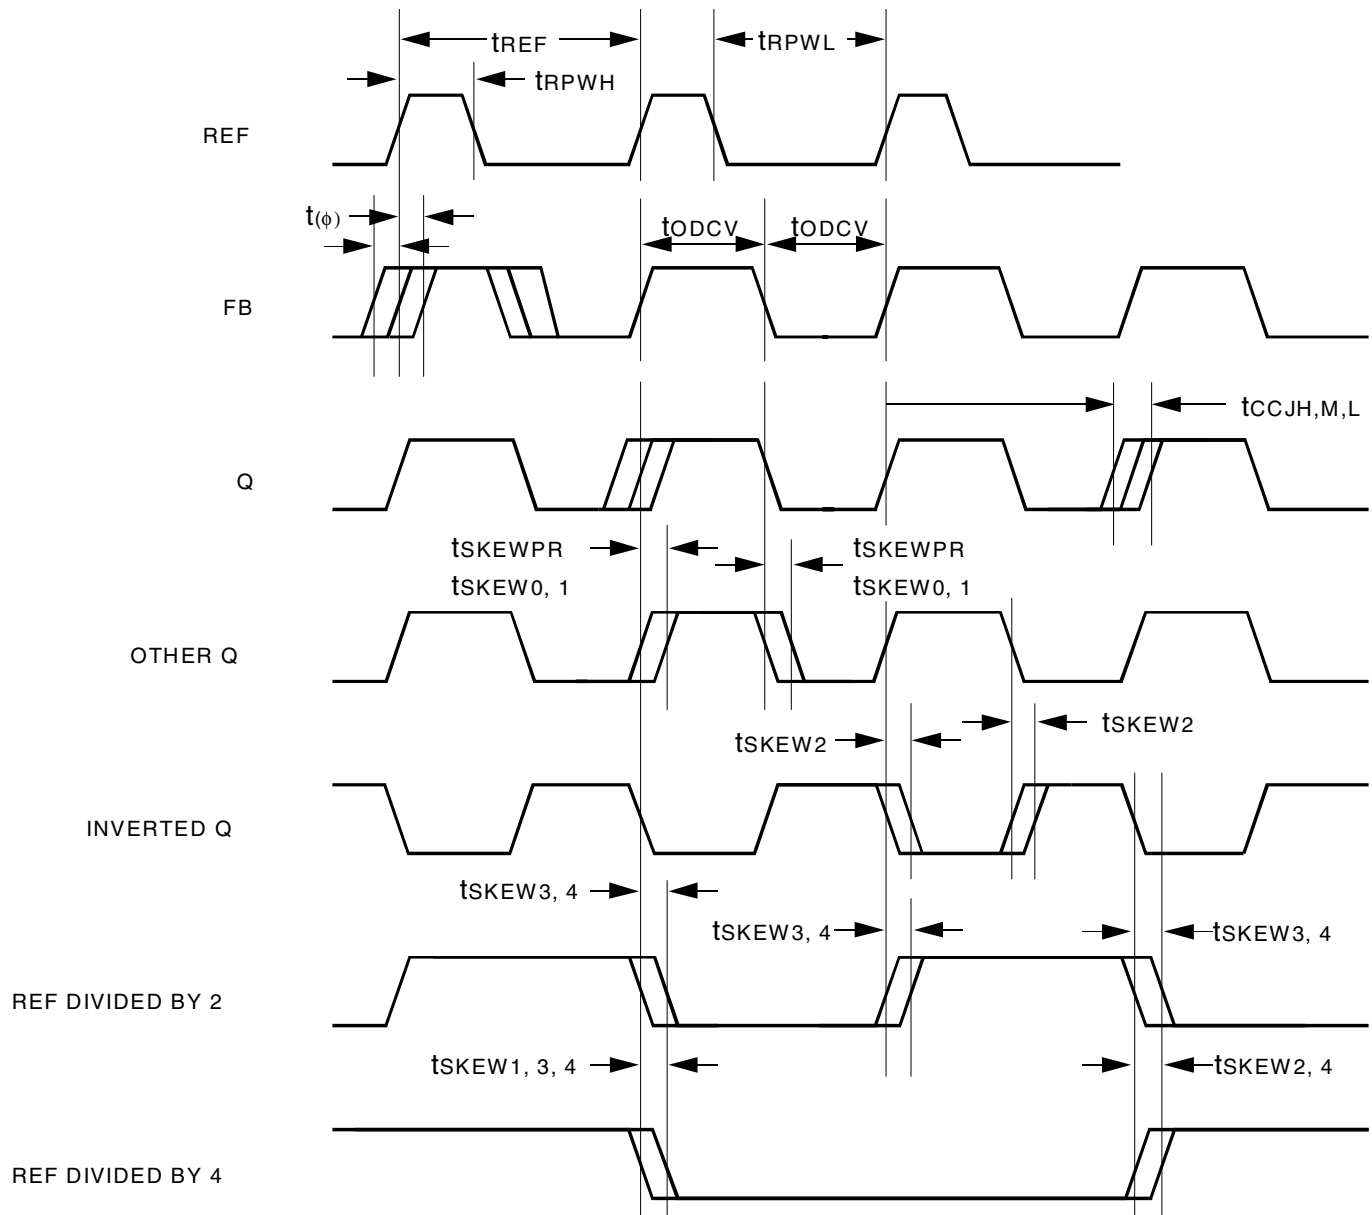 tREF
tRPWL
tRPWH
REF
t(ϕ)
tODCV tODCV
FB
tCCJH,M,L
Q
tSKEWPR
tSKEW0, 1
tSKEWPR
tSKEW0, 1
OTHER Q
tSKEW2
tSKEW2
INVERTED Q
tSKEW3, 4
tSKEW3, 4
tSKEW3, 4
REF DIVIDED BY 2
tSKEW1, 3, 4
tSKEW2, 4
REF DIVIDED BY 4